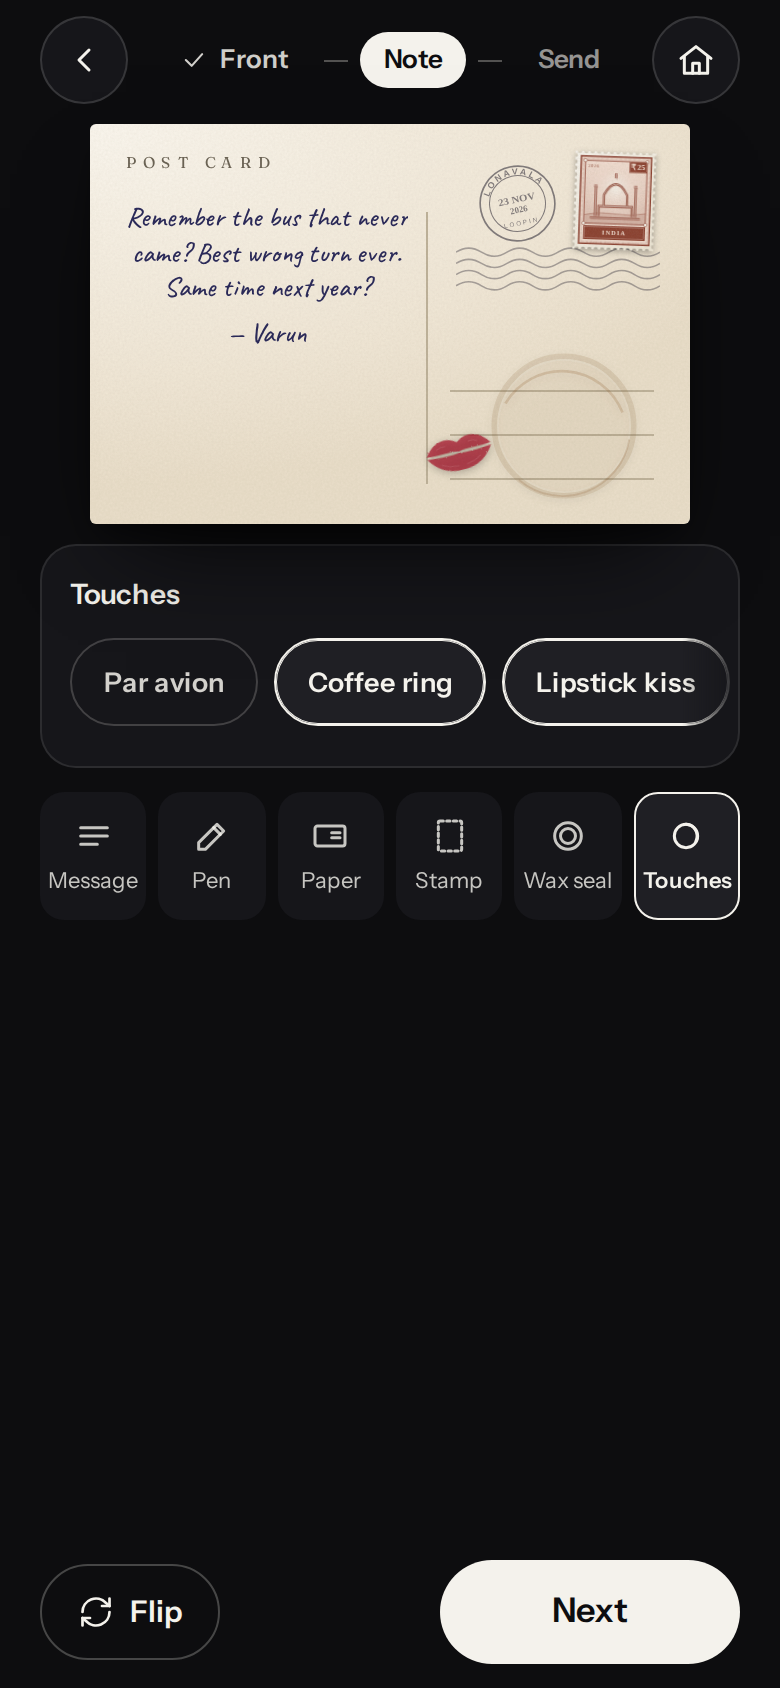 Front
Note
Send
POST CARD
Remember the bus that never
came? Best wrong turn ever.
Same time next year?
– Varun
LONAVALA
23 NOV
2026
LOOPIN
₹ 25
INDIA
Touches
Par avion
Coffee ring
Lipstick kiss
Message
Pen
Paper
Stamp
Wax seal
Touches
Flip
Next